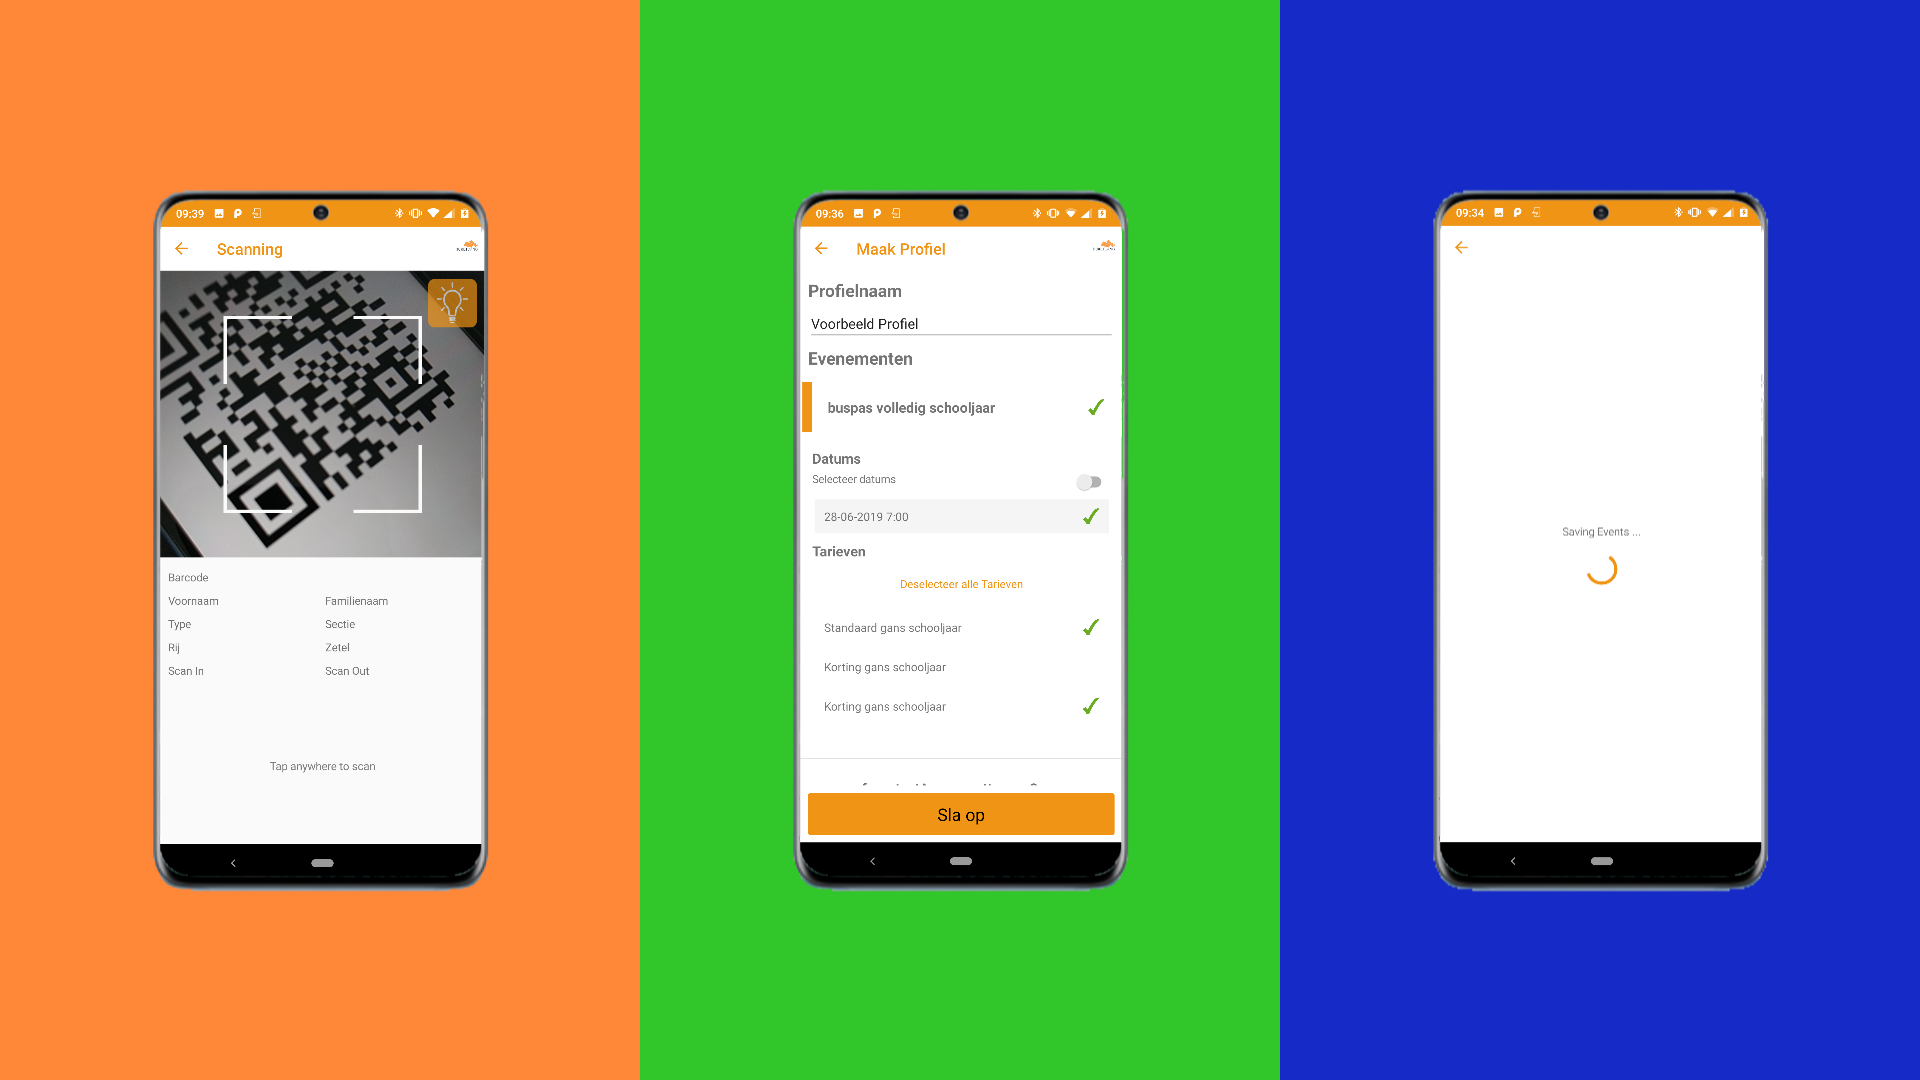 09:39
Scanning
Barcode
Voornaam Familienaam
Type Sectie
Rij Zetel
Scan In Scan Out
Tap anywhere to scan
09:36
Maak Profiel
Profielnaam
Voorbeeld Profiel
Evenementen
buspas volledig schooljaar
Datums
Selecteer datums
28-06-2019 7:00
Tarieven
Deselecteer alle Tarieven
Standaard gans schooljaar
Korting gans schooljaar
Korting gans schooljaar
Sla op
09:34
Saving Events ...